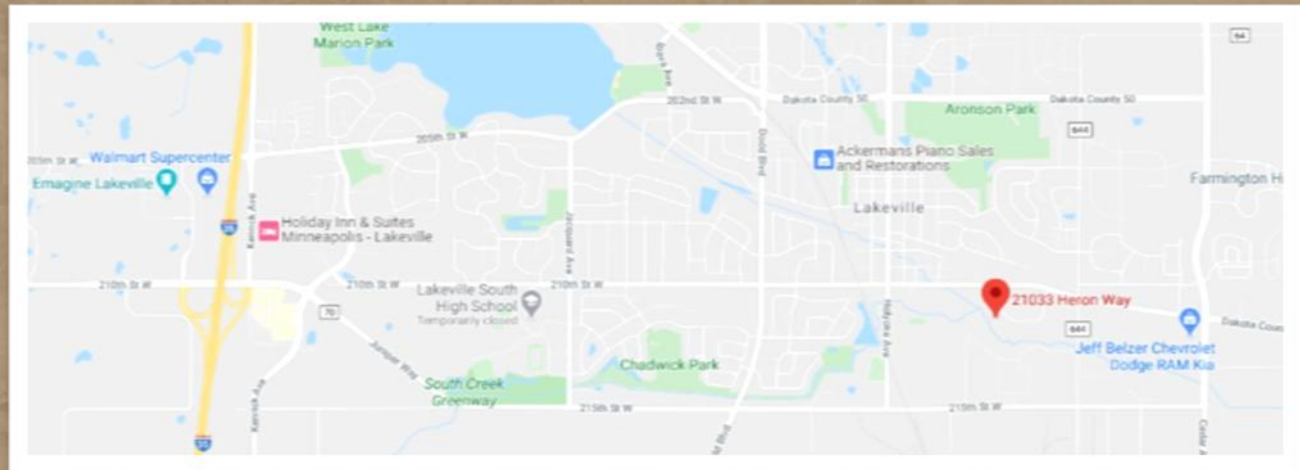 West Lake
Marion Park
64
202nd St W
Dakota County 50
Aronson Park
Dakota County 50
644
205th St W
205th St W
Walmart Supercenter
Emagine Lakeville
Ackermans Piano Sales
and Restorations
Dodd Blvd
Farmington H
Lakeville
Kenrick Ave
Holiday Inn & Suites
Minneapolis - Lakeville
35
Jacquard Ave
210th St W
210th St W
210th St W
Lakeville South
High School
Temporarily closed
70
21033 Heron Way
644
Holyoke Ave
Dakota Coun
Jeff Belzer Chevrolet
Dodge RAM Kia
Juniper Way
Chadwick Park
South Creek
Greenway
Kenrick Ave
215th St W
215th St W
35
Cedar A